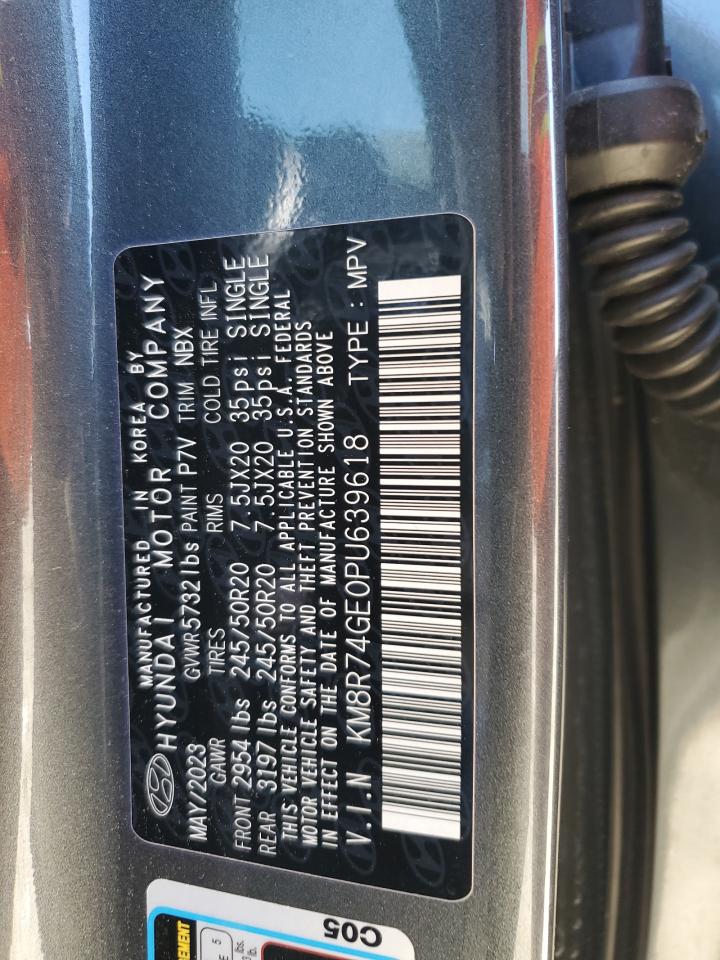 MANUFACTURED IN KOREA BY
HYUNDAI MOTOR COMPANY
MAY/2023 GVWR 5732 lbs PAINT P7V TRIM NBX
GAWR TIRES RIMS COLD TIRE INFL
FRONT 2954 lbs 245/50R20 7.5JX20 35psi SINGLE
REAR 3197 lbs 245/50R20 7.5JX20 35psi SINGLE
THIS VEHICLE CONFORMS TO ALL APPLICABLE U.S.A. FEDERAL
MOTOR VEHICLE SAFETY AND THEFT PREVENTION STANDARDS
IN EFFECT ON THE DATE OF MANUFACTURE SHOWN ABOVE
V.I.N KM8R74GE0PU639618 TYPE : MPV
C05
5
lbs.
lb.